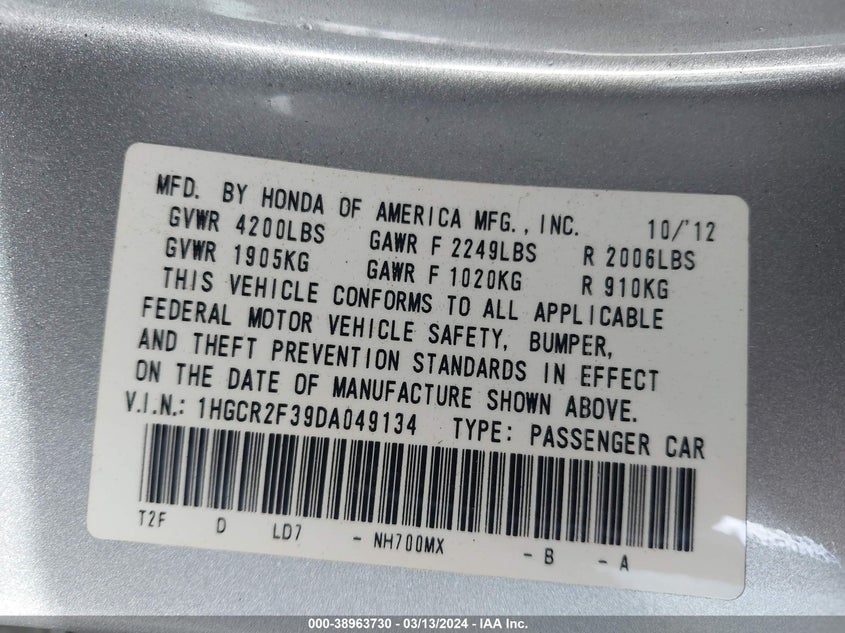 MFD. BY HONDA OF AMERICA MFG., INC. 10/'12
GVWR 4200LBS GAWR F 2249LBS R 2006LBS
GVWR 1905KG GAWR F 1020KG R 910KG
THIS VEHICLE CONFORMS TO ALL APPLICABLE
FEDERAL MOTOR VEHICLE SAFETY, BUMPER,
AND THEFT PREVENTION STANDARDS IN EFFECT
ON THE DATE OF MANUFACTURE SHOWN ABOVE.
V.I.N.: 1HGCR2F39DA049134 TYPE: PASSENGER CAR
T2F D LD7 - NH700MX - B - A
000-38963730 - 03/13/2024 - IAA Inc.